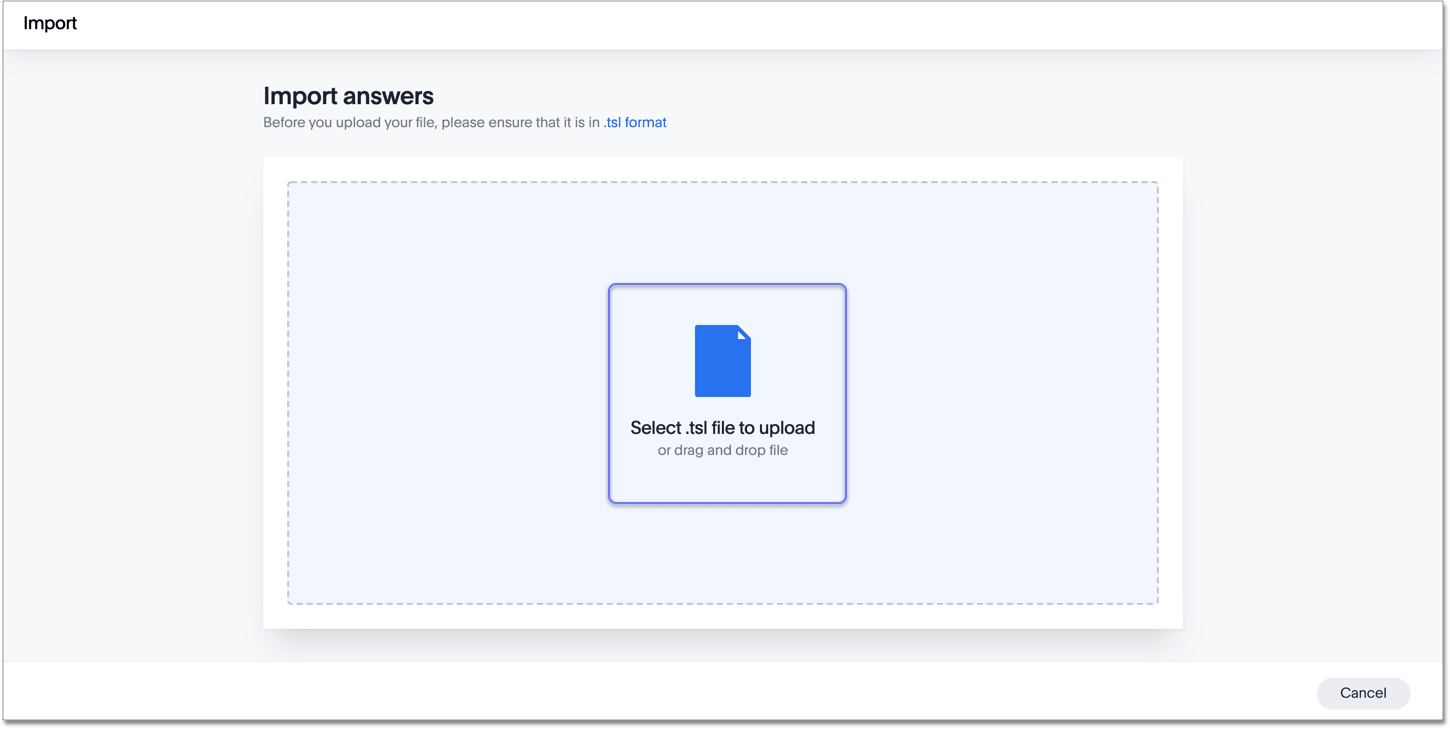 Import
Import answers
Before you upload your file, please ensure that it is in .tsl format
Select .tsl file to upload
or drag and drop file
Cancel